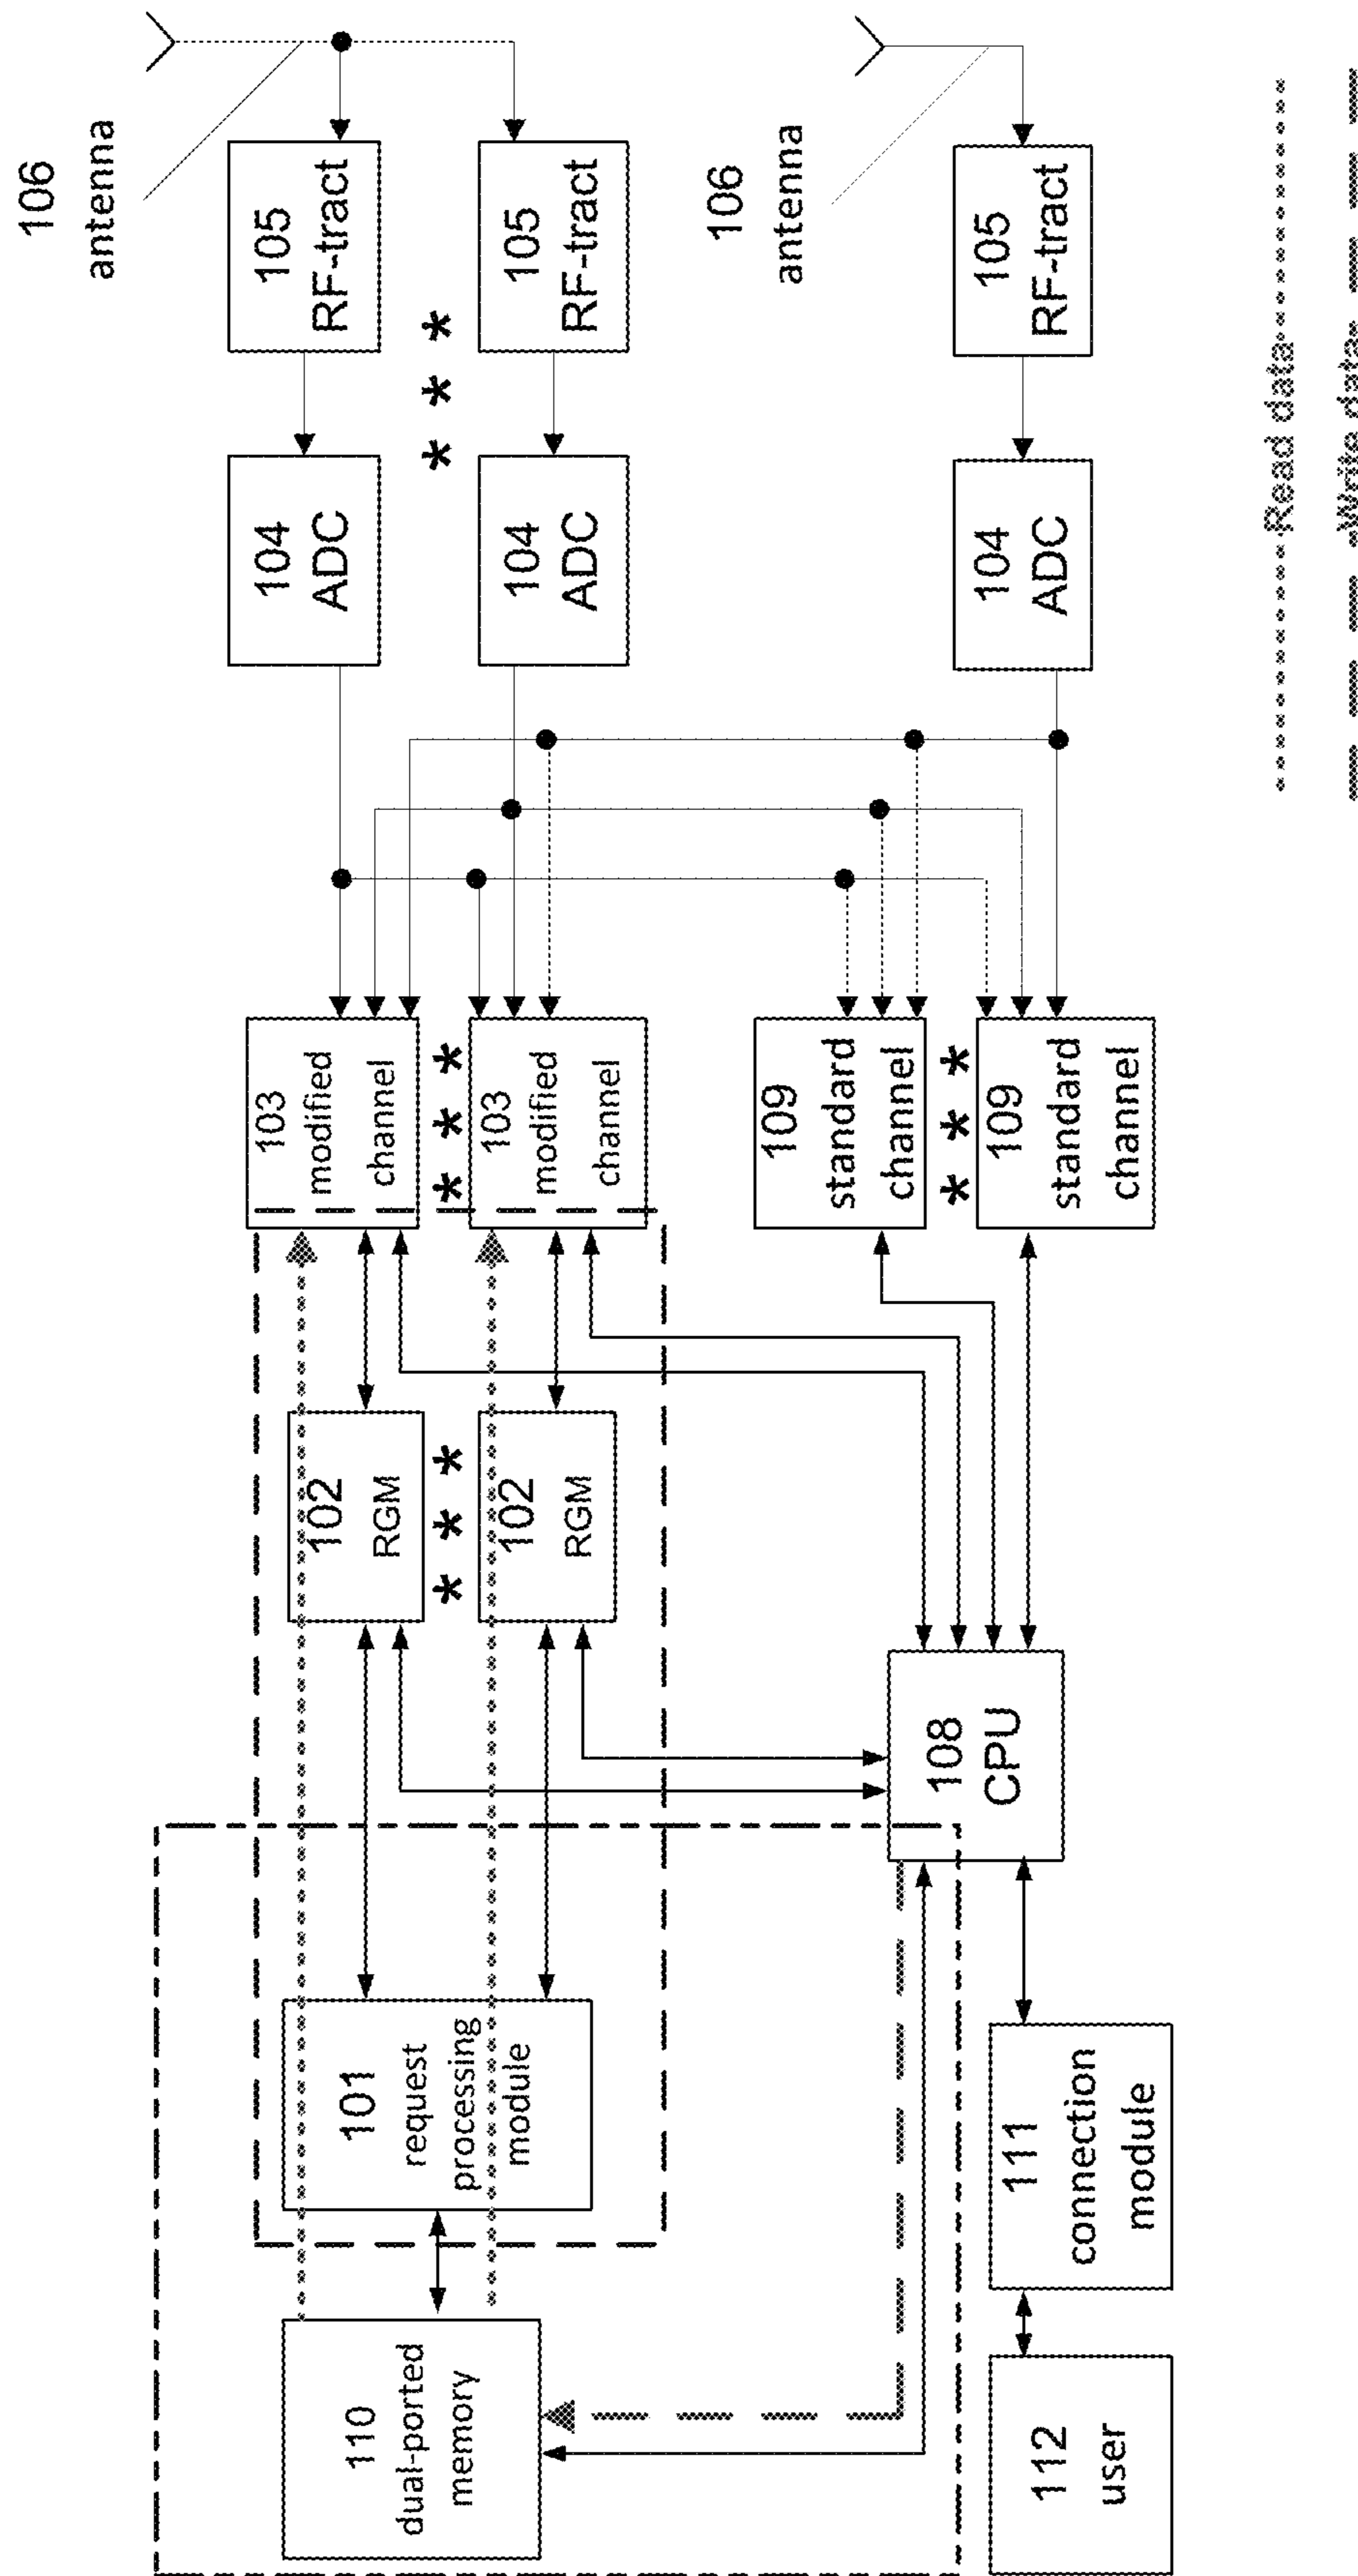 106
antenna
110
dual-ported
memory
101
request
processing
module
102
RGM
103
modified
channel
104
ADC
105
RF-tract
* * *
* * *
* * *
102
RGM
103
modified
channel
104
ADC
105
RF-tract
106
antenna
109
standard
channel
* * *
108
CPU
109
standard
channel
104
ADC
105
RF-tract
112
user
111
connection
module
Read data
Write data